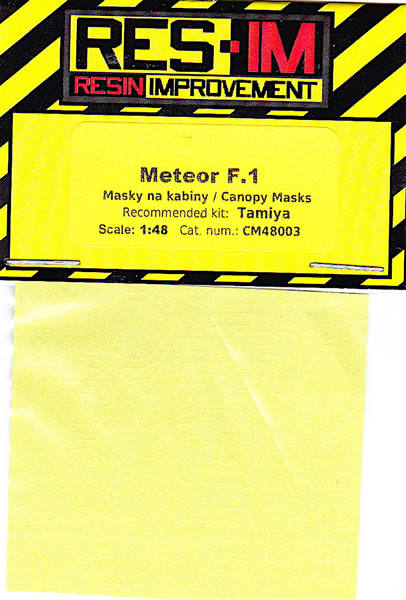 RES-IM
RESIN IMPROVEMENT
Meteor F.1
Masky na kabiny / Canopy Masks
Recommended kit: Tamiya
Scale: 1:48 Cat. num.: CM48003